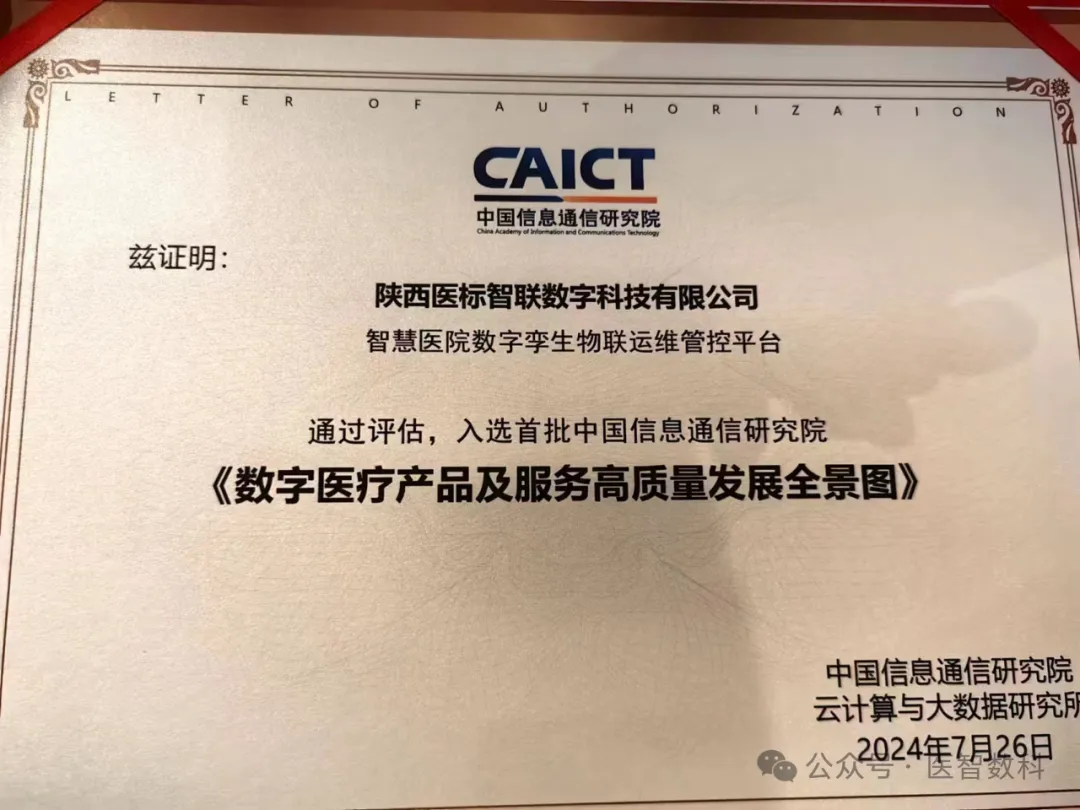 LETTER OF AUTHORIZATION
CAICT
中国信息通信研究院
China Academy of Information and Communications Technology
兹证明：
陕西医标智联数字科技有限公司
智慧医院数字孪生物联运维管控平台
通过评估，入选首批中国信息通信研究院
《数字医疗产品及服务高质量发展全景图》
中国信息通信研究院
云计算与大数据研究所
2024年7月26日
公众号·医智数科